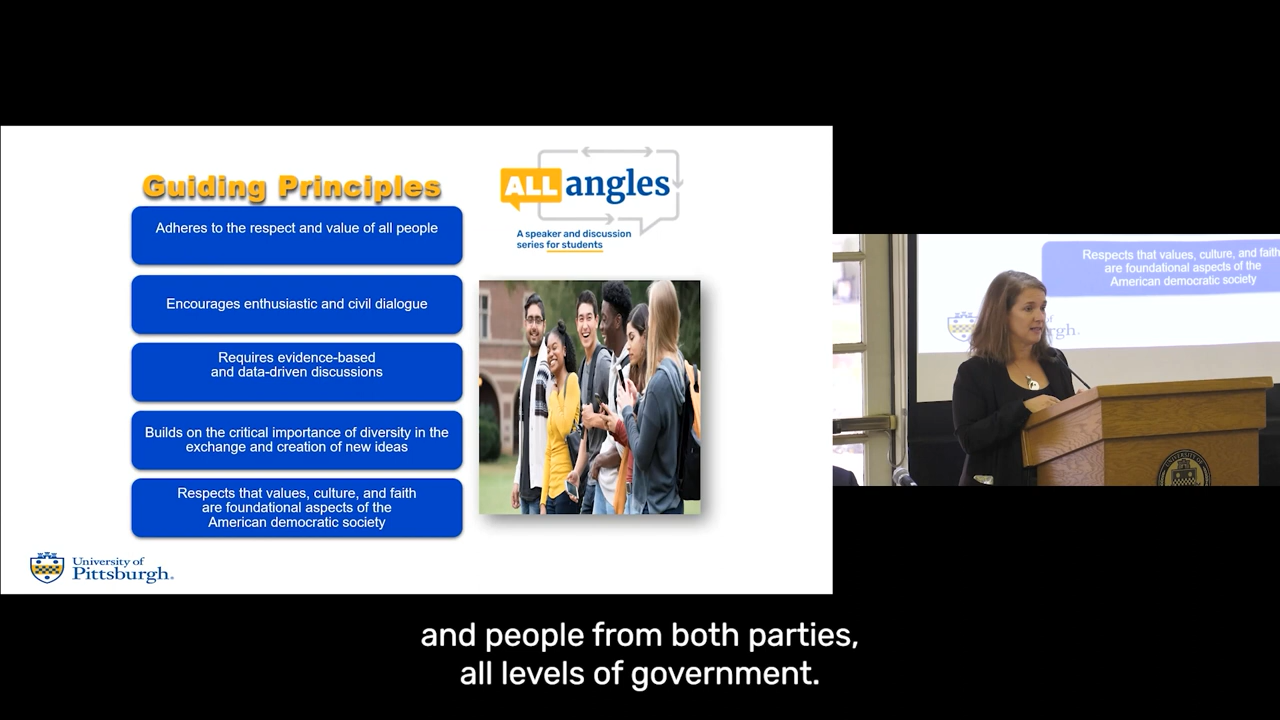 Guiding Principles
Adheres to the respect and value of all people
Encourages enthusiastic and civil dialogue
Requires evidence-based
and data-driven discussions
Builds on the critical importance of diversity in the
exchange and creation of new ideas
Respects that values, culture, and faith
are foundational aspects of the
American democratic society
University of
Pittsburgh.
ALL angles
A speaker and discussion
series for students
Respects that values, culture, and faith
are foundational aspects of the
American democratic society
and people from both parties,
all levels of government.